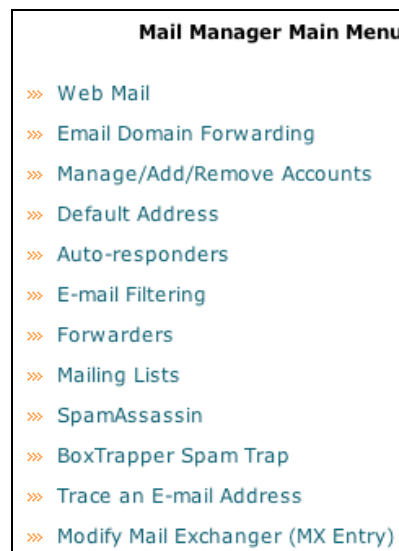 Mail Manager Main Menu
Web Mail
Email Domain Forwarding
Manage/Add/Remove Accounts
Default Address
Auto-responders
E-mail Filtering
Forwarders
Mailing Lists
SpamAssassin
BoxTrapper Spam Trap
Trace an E-mail Address
Modify Mail Exchanger (MX Entry)